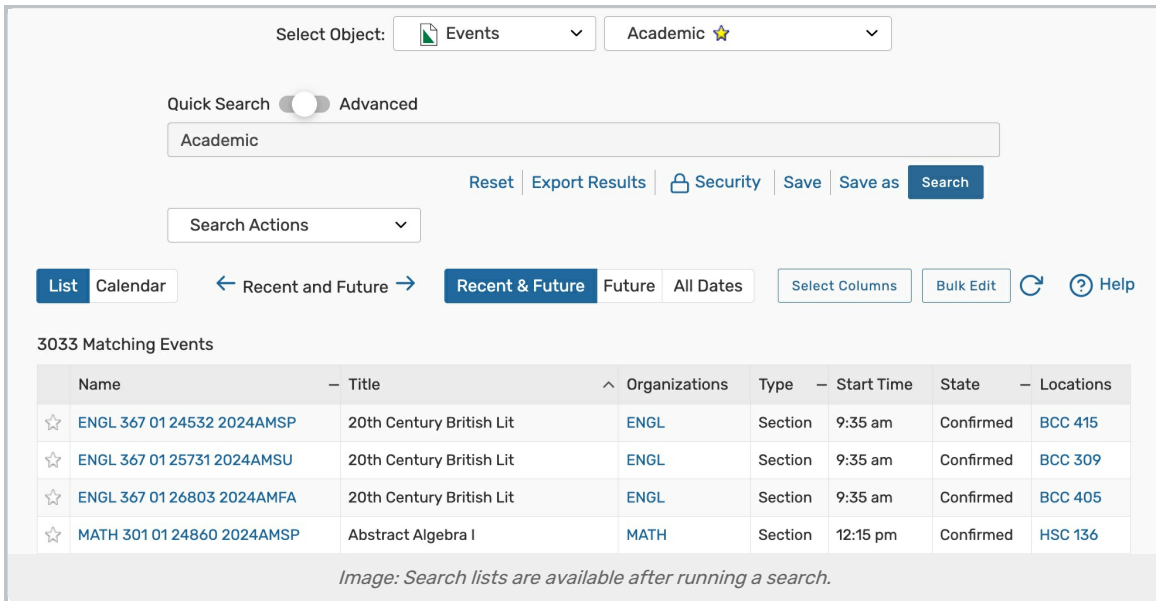 Select Object: Events Academic
Quick Search Advanced
Academic
Reset Export Results Security Save Save as Search
Search Actions
List Calendar Recent and Future Recent & Future Future All Dates Select Columns Bulk Edit Help
3033 Matching Events
Name Title Organizations Type Start Time State Locations
ENGL 367 01 24532 2024AMSP 20th Century British Lit ENGL Section 9:35 am Confirmed BCC 415
ENGL 367 01 25731 2024AMSU 20th Century British Lit ENGL Section 9:35 am Confirmed BCC 309
ENGL 367 01 26803 2024AMFA 20th Century British Lit ENGL Section 9:35 am Confirmed BCC 405
MATH 301 01 24860 2024AMSP Abstract Algebra I MATH Section 12:15 pm Confirmed HSC 136
Image: Search lists are available after running a search.